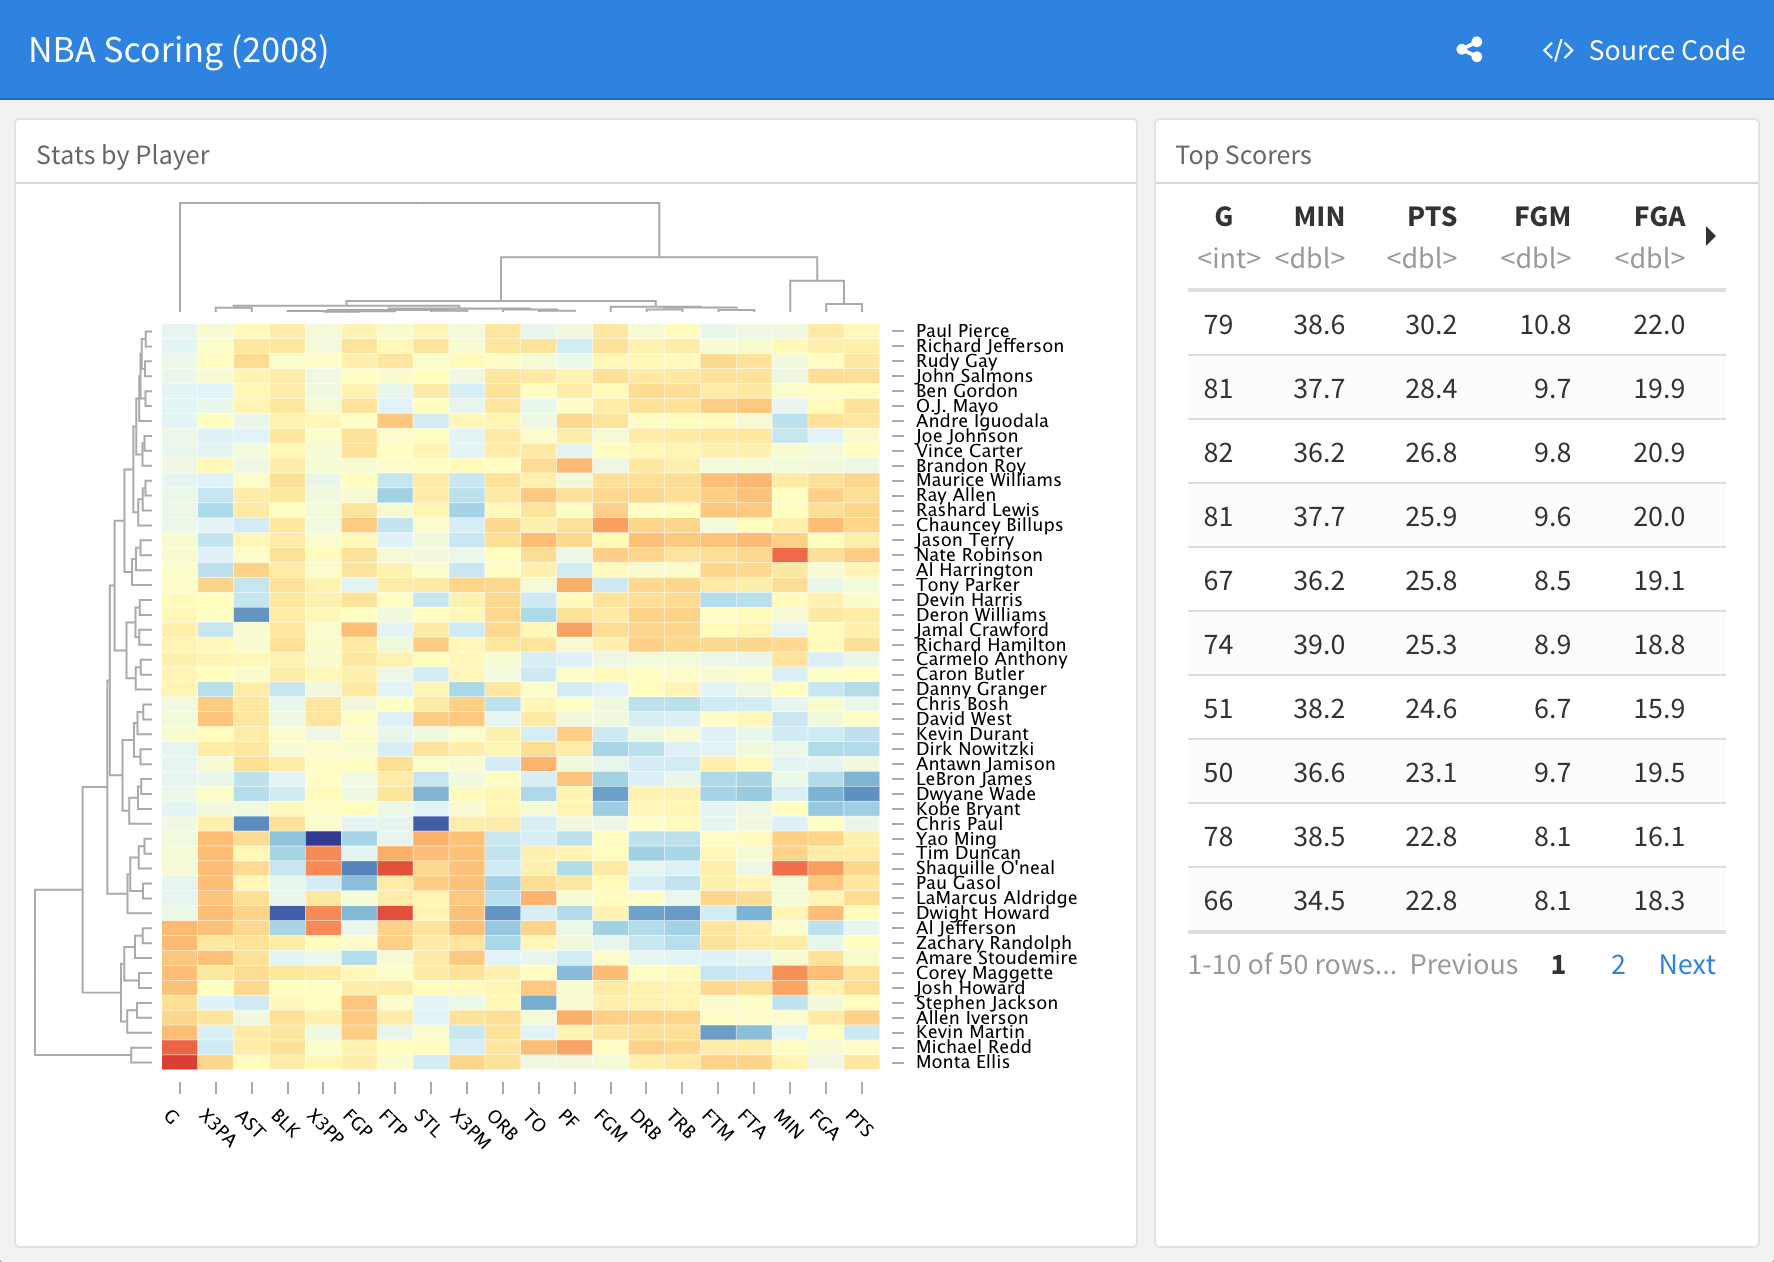 NBA Scoring (2008)
</> Source Code
Stats by Player
Paul Pierce
Richard Jefferson
Rudy Gay
John Salmons
Ben Gordon
O.J. Mayo
Andre Iguodala
Joe Johnson
Vince Carter
Brandon Roy
Maurice Williams
Ray Allen
Rashard Lewis
Chauncey Billups
Jason Terry
Nate Robinson
Al Harrington
Tony Parker
Devin Harris
Deron Williams
Jamal Crawford
Richard Hamilton
Carmelo Anthony
Caron Butler
Danny Granger
Chris Bosh
David West
Kevin Durant
Dirk Nowitzki
Antawn Jamison
LeBron James
Dwyane Wade
Kobe Bryant
Chris Paul
Yao Ming
Tim Duncan
Shaquille O'neal
Pau Gasol
LaMarcus Aldridge
Dwight Howard
Al Jefferson
Zachary Randolph
Amare Stoudemire
Corey Maggette
Josh Howard
Stephen Jackson
Allen Iverson
Kevin Martin
Michael Redd
Monta Ellis
G X3PA AST BLK X3PP FGP FTP STL X3PM ORB TO PF FGM DRB TRB FTM FTA MIN FGA PTS
Top Scorers
G MIN PTS FGM FGA
<int> <dbl> <dbl> <dbl> <dbl>
79 38.6 30.2 10.8 22.0
81 37.7 28.4 9.7 19.9
82 36.2 26.8 9.8 20.9
81 37.7 25.9 9.6 20.0
67 36.2 25.8 8.5 19.1
74 39.0 25.3 8.9 18.8
51 38.2 24.6 6.7 15.9
50 36.6 23.1 9.7 19.5
78 38.5 22.8 8.1 16.1
66 34.5 22.8 8.1 18.3
1-10 of 50 rows... Previous 1 2 Next